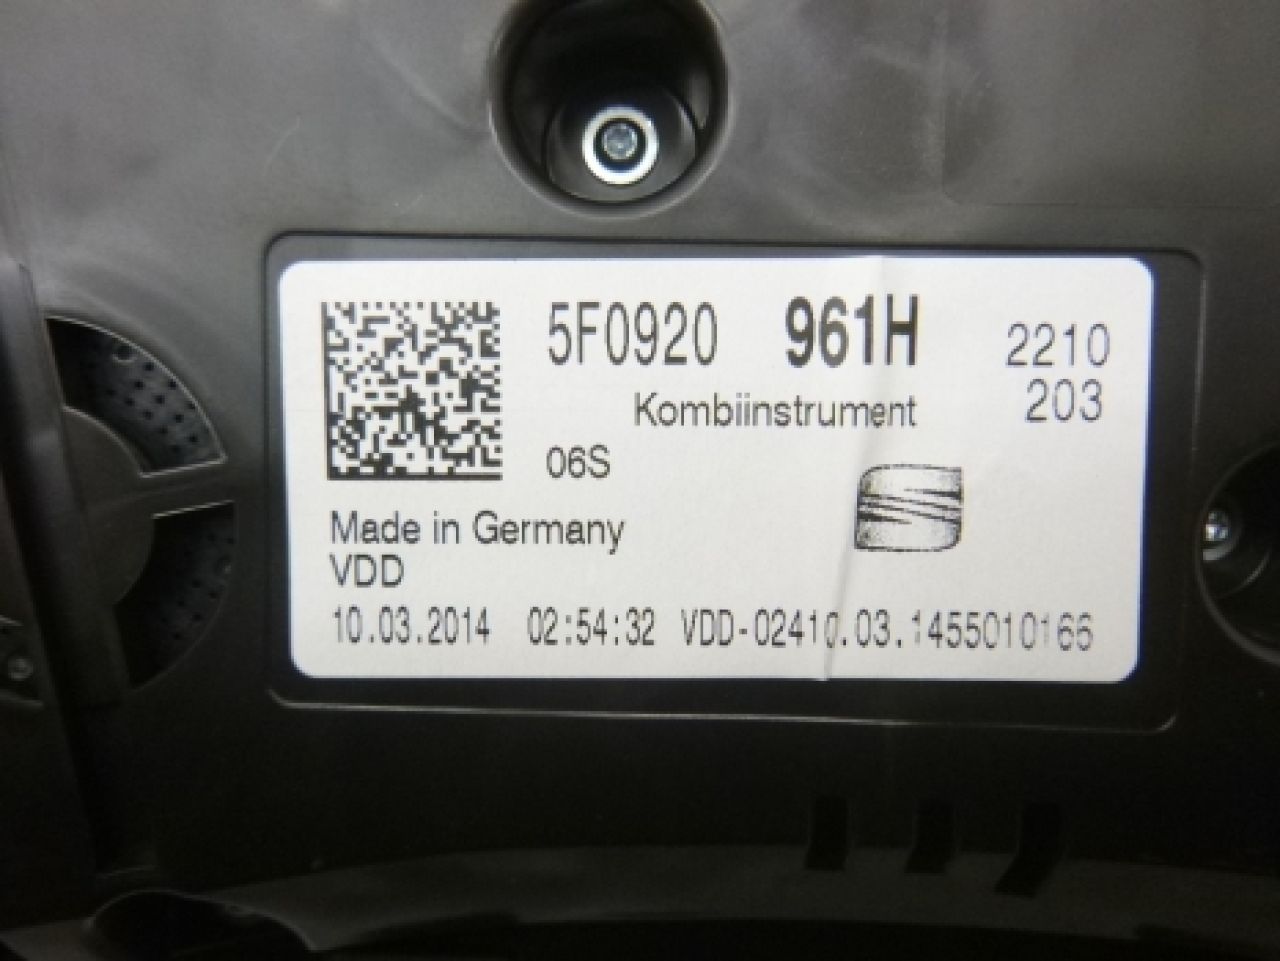 5F0920 961H 2210
Kombiinstrument 203
06S
Made in Germany
VDD
10.03.2014 02:54:32 VDD-02410.03.1455010166